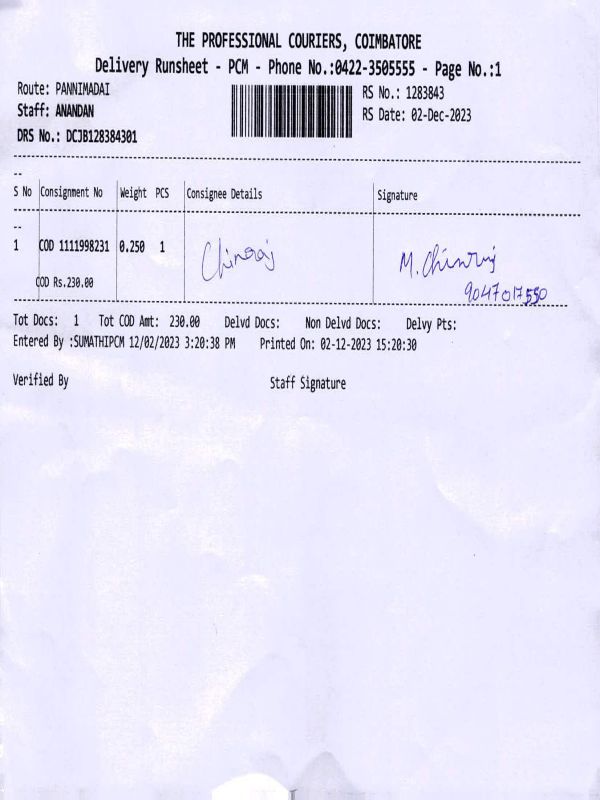 THE PROFESSIONAL COURIERS, COIMBATORE
Delivery Runsheet - PCM - Phone No.:0422-3505555 - Page No.:1
Route: PANNIMADAI
RS No.: 1283843
Staff: ANANDAN
RS Date: 02-Dec-2023
DRS No.: DCJB128384301
S No Consignment No Weight PCS Consignee Details Signature
1 COD 1111998231 0.250 1 Chinraj M. Chinraj
COD Rs.230.00 9047017550
Tot Docs: 1 Tot COD Amt: 230.00 Delvd Docs: Non Delvd Docs: Delvy Pts:
Entered By :SUMATHIPCM 12/02/2023 3:20:38 PM Printed On: 02-12-2023 15:20:30
Verified By Staff Signature